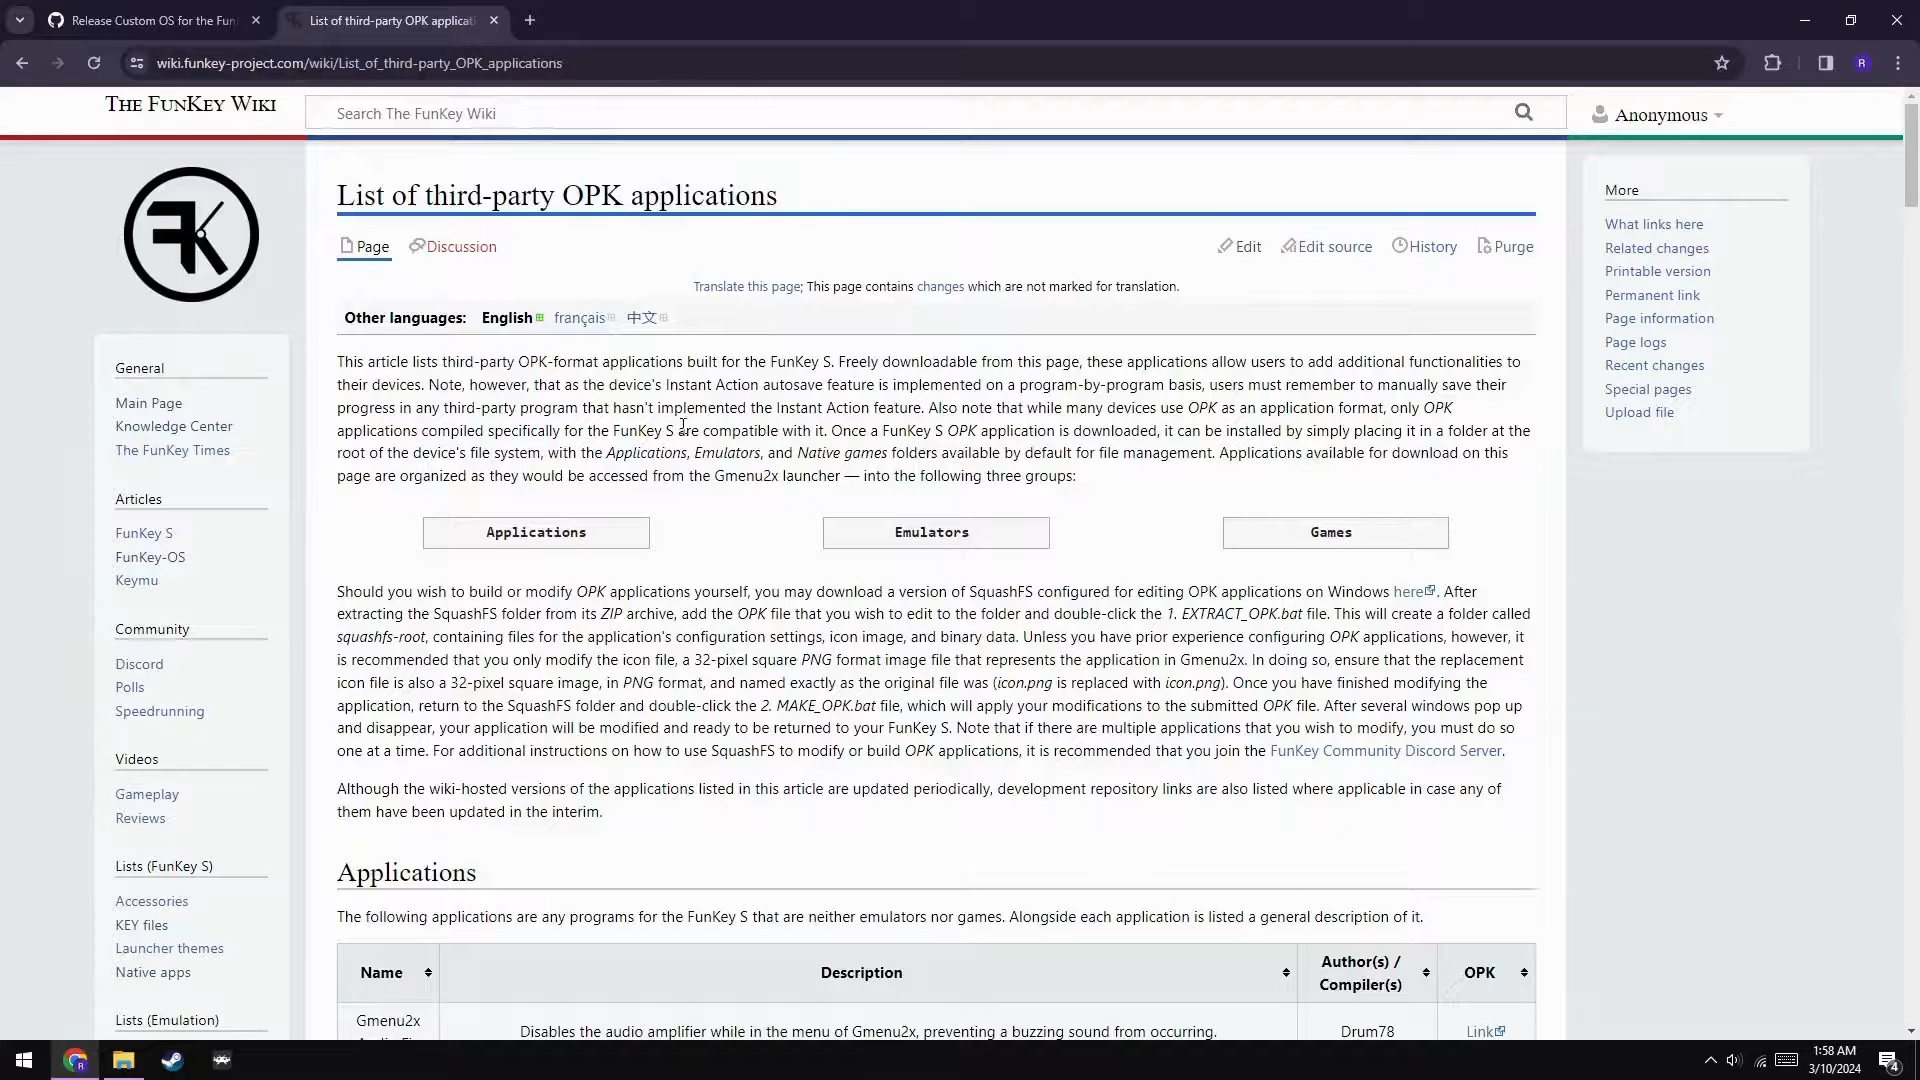 Release Custom OS for the Fun
List of third-party OPK applicati
wiki.funkey-project.com/wiki/List_of_third-party_OPK_applications
R
THE FUNKEY WIKI
Search The FunKey Wiki
Anonymous
FK
General
Main Page
Knowledge Center
The FunKey Times
Articles
FunKey S
FunKey-OS
Keymu
Community
Discord
Polls
Speedrunning
Videos
Gameplay
Reviews
Lists (FunKey S)
Accessories
KEY files
Launcher themes
Native apps
Lists (Emulation)
List of third-party OPK applications
Page Discussion
Edit Edit source History Purge
Translate this page; This page contains changes which are not marked for translation.
Other languages: English français 中文
This article lists third-party OPK-format applications built for the FunKey S. Freely downloadable from this page, these applications allow users to add additional functionalities to
their devices. Note, however, that as the device's Instant Action autosave feature is implemented on a program-by-program basis, users must remember to manually save their
progress in any third-party program that hasn't implemented the Instant Action feature. Also note that while many devices use OPK as an application format, only OPK
applications compiled specifically for the FunKey S are compatible with it. Once a FunKey S OPK application is downloaded, it can be installed by simply placing it in a folder at the
root of the device's file system, with the Applications, Emulators, and Native games folders available by default for file management. Applications available for download on this
page are organized as they would be accessed from the Gmenu2x launcher — into the following three groups:
Applications Emulators Games
Should you wish to build or modify OPK applications yourself, you may download a version of SquashFS configured for editing OPK applications on Windows here. After
extracting the SquashFS folder from its ZIP archive, add the OPK file that you wish to edit to the folder and double-click the 1. EXTRACT_OPK.bat file. This will create a folder called
squashfs-root, containing files for the application's configuration settings, icon image, and binary data. Unless you have prior experience configuring OPK applications, however, it
is recommended that you only modify the icon file, a 32-pixel square PNG format image file that represents the application in Gmenu2x. In doing so, ensure that the replacement
icon file is also a 32-pixel square image, in PNG format, and named exactly as the original file was (icon.png is replaced with icon.png). Once you have finished modifying the
application, return to the SquashFS folder and double-click the 2. MAKE_OPK.bat file, which will apply your modifications to the submitted OPK file. After several windows pop up
and disappear, your application will be modified and ready to be returned to your FunKey S. Note that if there are multiple applications that you wish to modify, you must do so
one at a time. For additional instructions on how to use SquashFS to modify or build OPK applications, it is recommended that you join the FunKey Community Discord Server.
Although the wiki-hosted versions of the applications listed in this article are updated periodically, development repository links are also listed where applicable in case any of
them have been updated in the interim.
Applications
The following applications are any programs for the FunKey S that are neither emulators nor games. Alongside each application is listed a general description of it.
Name Description Author(s) / Compiler(s) OPK
Gmenu2x
Disables the audio amplifier while in the menu of Gmenu2x, preventing a buzzing sound from occurring. Drum78 Link
More
What links here
Related changes
Printable version
Permanent link
Page information
Page logs
Recent changes
Special pages
Upload file
1:58 AM
3/10/2024
4